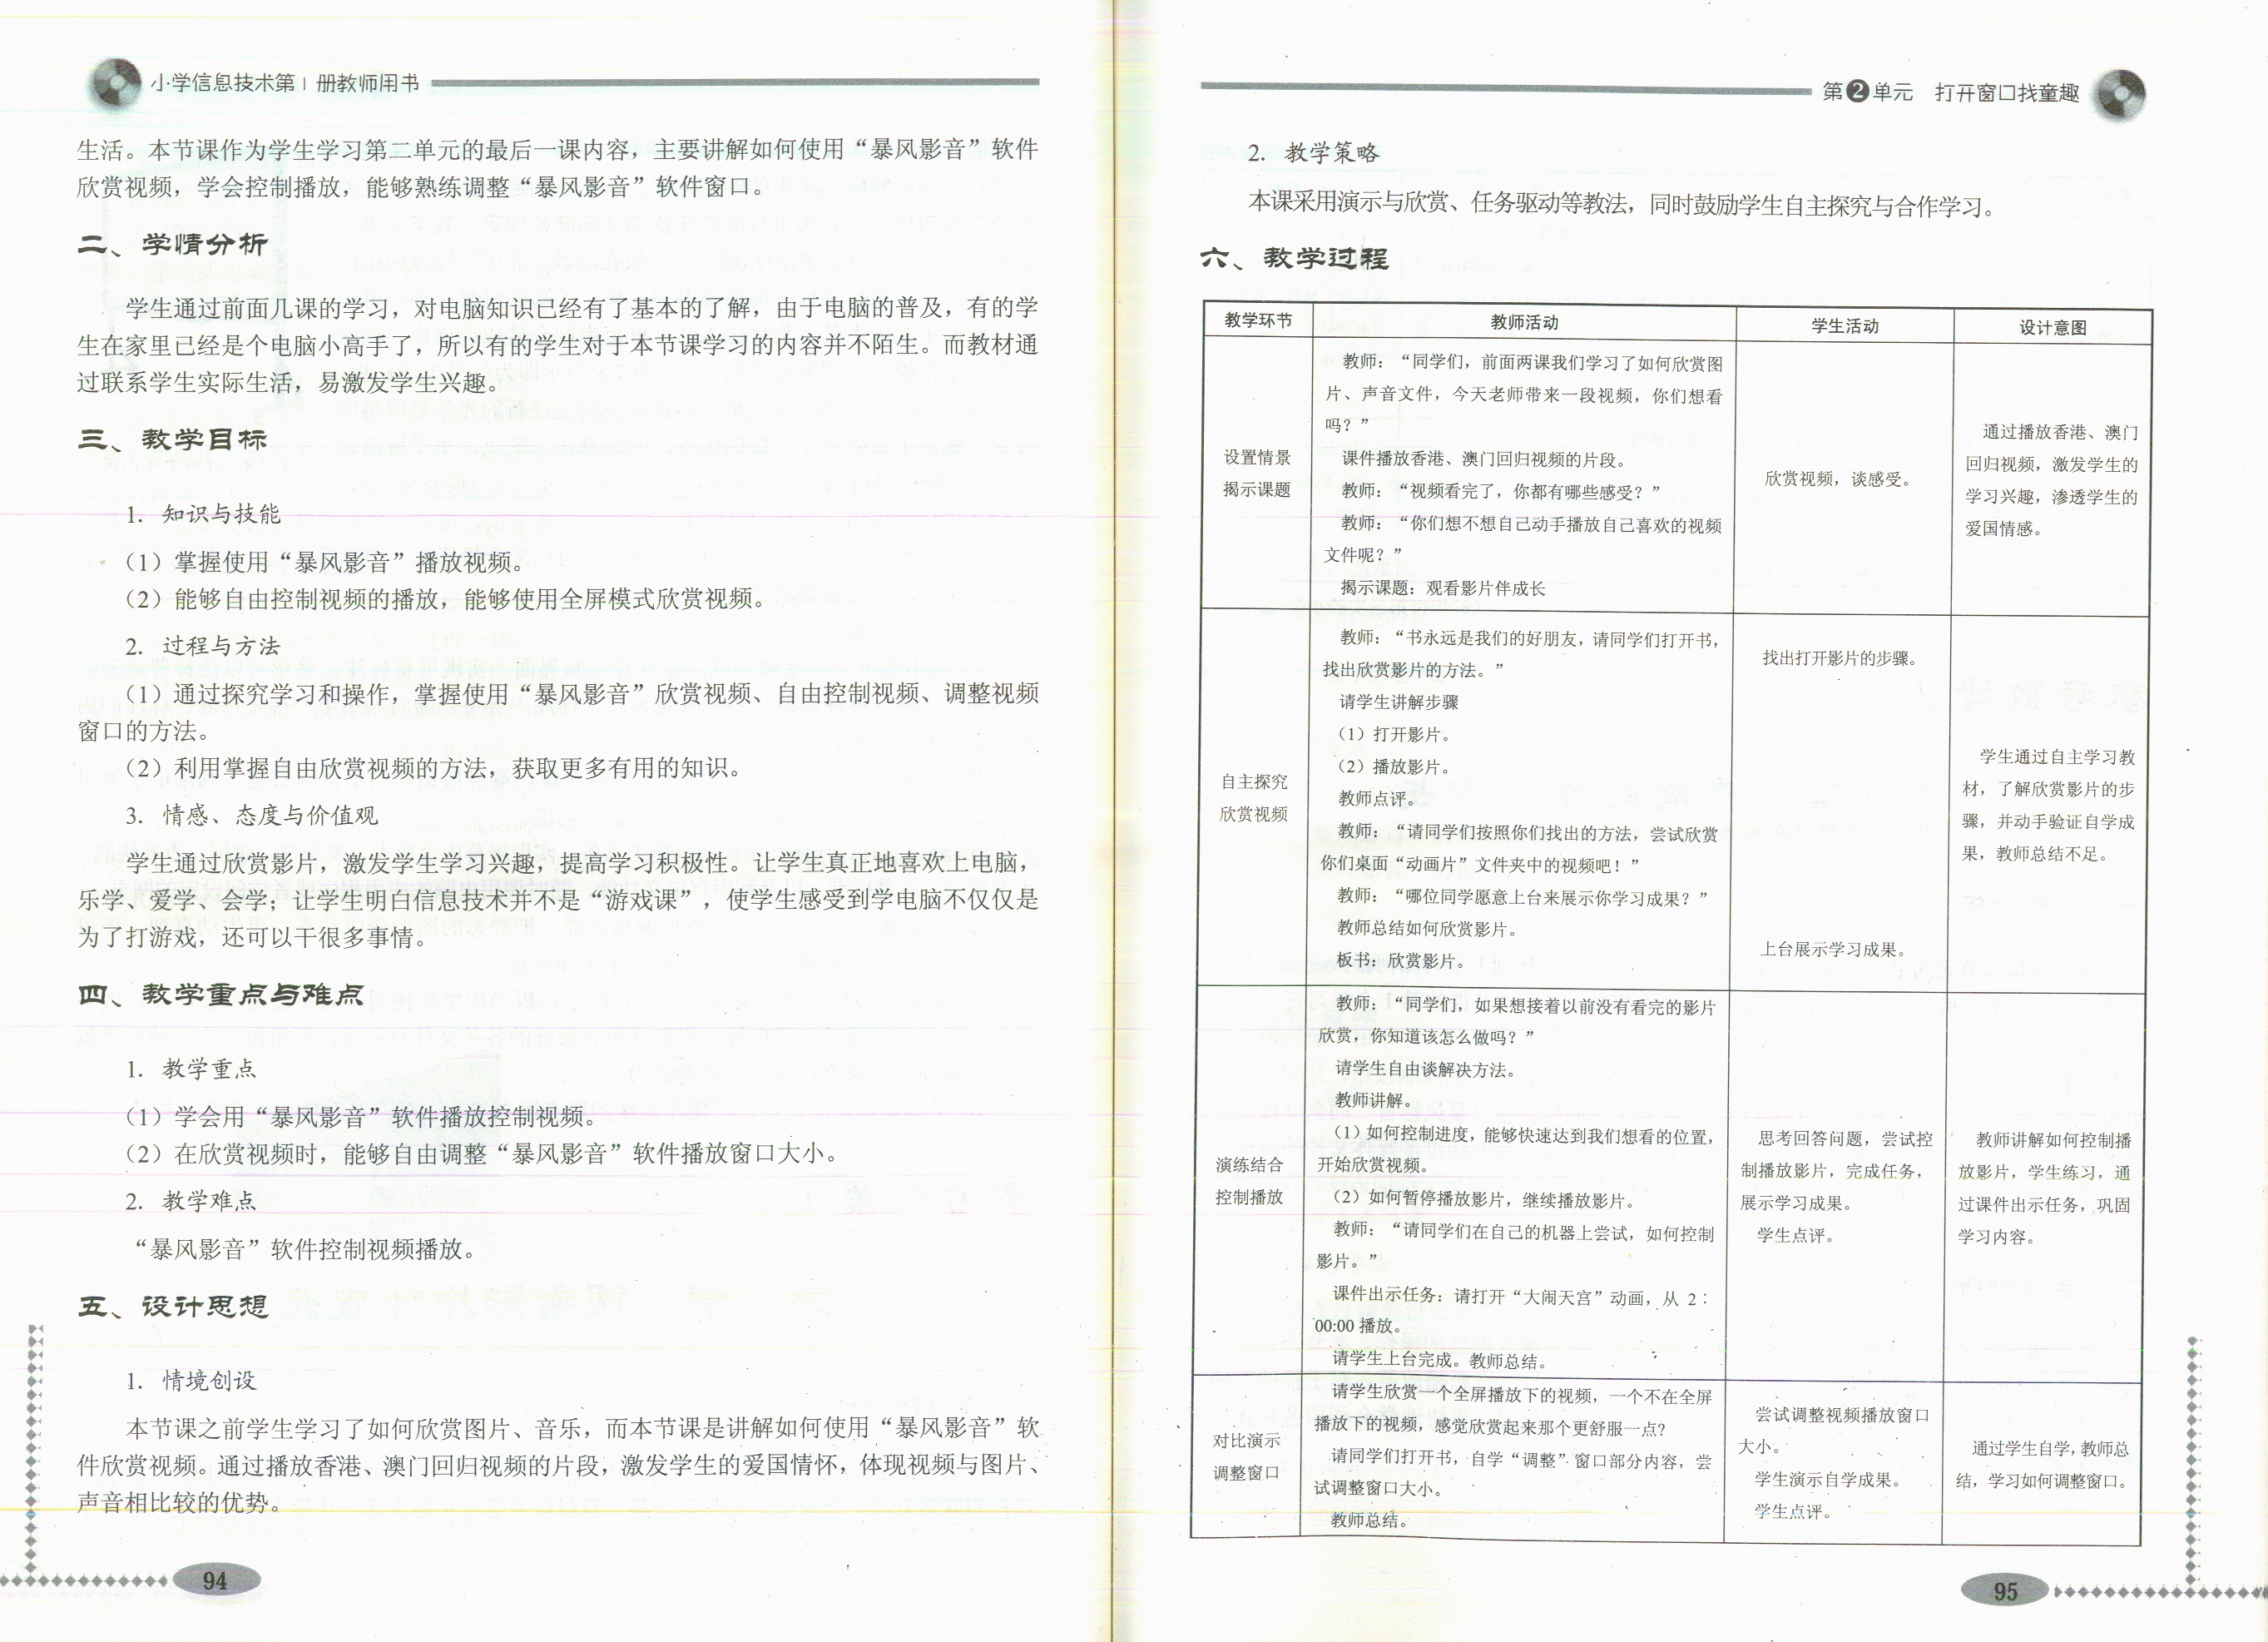 小学信息技术第1册教师用书
生活。本节课作为学生学习第二单元的最后一课内容，主要讲解如何使用“暴风影音”软件
欣赏视频，学会控制播放，能够熟练调整“暴风影音”软件窗口。
二、学情分析
学生通过前面几课的学习，对电脑知识已经有了基本的了解，由于电脑的普及，有的学
生在家里已经是个电脑小高手了，所以有的学生对于本节课学习的内容并不陌生。而教材通
过联系学生实际生活，易激发学生兴趣。
三、教学目标
1. 知识与技能
（1）掌握使用“暴风影音”播放视频。
（2）能够自由控制视频的播放，能够使用全屏模式欣赏视频。
2. 过程与方法
（1）通过探究学习和操作，掌握使用“暴风影音”欣赏视频、自由控制视频、调整视频
窗口的方法。
（2）利用掌握自由欣赏视频的方法，获取更多有用的知识。
3. 情感、态度与价值观
学生通过欣赏影片，激发学生学习兴趣，提高学习积极性。让学生真正地喜欢上电脑，
乐学、爱学、会学；让学生明白信息技术并不是“游戏课”，使学生感受到学电脑不仅仅是
为了打游戏，还可以干很多事情。
四、教学重点与难点
1. 教学重点
（1）学会用“暴风影音”软件播放控制视频。
（2）在欣赏视频时，能够自由调整“暴风影音”软件播放窗口大小。
2. 教学难点
“暴风影音”软件控制视频播放。
五、设计思想
1. 情境创设
本节课之前学生学习了如何欣赏图片、音乐，而本节课是讲解如何使用“暴风影音”软
件欣赏视频。通过播放香港、澳门回归视频的片段，激发学生的爱国情怀，体现视频与图片、
声音相比较的优势。
94
第2单元 打开窗口找童趣
2. 教学策略
本课采用演示与欣赏、任务驱动等教法，同时鼓励学生自主探究与合作学习。
六、教学过程
教学环节 教师活动 学生活动 设计意图
设置情景
揭示课题
教师：“同学们，前面两课我们学习了如何欣赏图
片、声音文件，今天老师带来一段视频，你们想看
吗？”
课件播放香港、澳门回归视频的片段。
教师：“视频看完了，你都有哪些感受？”
教师：“你们想不想自己动手播放自己喜欢的视频
文件呢？”
揭示课题：观看影片伴成长
欣赏视频，谈感受。
通过播放香港、澳门
回归视频，激发学生的
学习兴趣，渗透学生的
爱国情感。
自主探究
欣赏视频
教师：“书永远是我们的好朋友，请同学们打开书，
找出欣赏影片的方法。”
请学生讲解步骤
（1）打开影片。
（2）播放影片。
教师点评。
教师：“请同学们按照你们找出的方法，尝试欣赏
你们桌面“动画片”文件夹中的视频吧！”
教师：“哪位同学愿意上台来展示你学习成果？”
教师总结如何欣赏影片。
板书：欣赏影片。
找出打开影片的步骤。
上台展示学习成果。
学生通过自主学习教
材，了解欣赏影片的步
骤，并动手验证自学成
果，教师总结不足。
演练结合
控制播放
教师：“同学们，如果想接着以前没有看完的影片
欣赏，你知道该怎么做吗？”
请学生自由谈解决方法。
教师讲解。
（1）如何控制进度，能够快速达到我们想看的位置，
开始欣赏视频。
（2）如何暂停播放影片，继续播放影片。
教师：“请同学们在自己的机器上尝试，如何控制
影片。”
课件出示任务：请打开“大闹天宫”动画，从 2：
00:00 播放。
请学生上台完成。教师总结。
思考回答问题，尝试控
制播放影片，完成任务，
展示学习成果。
学生点评。
教师讲解如何控制播
放影片，学生练习，通
过课件出示任务，巩固
学习内容。
对比演示
调整窗口
请学生欣赏一个全屏播放下的视频，一个不在全屏
播放下的视频，感觉欣赏起来那个更舒服一点？
请同学们打开书，自学“调整”窗口部分内容，尝
试调整窗口大小。
教师总结。
尝试调整视频播放窗口
大小。
学生演示自学成果。
学生点评。
通过学生自学，教师总
结，学习如何调整窗口。
95